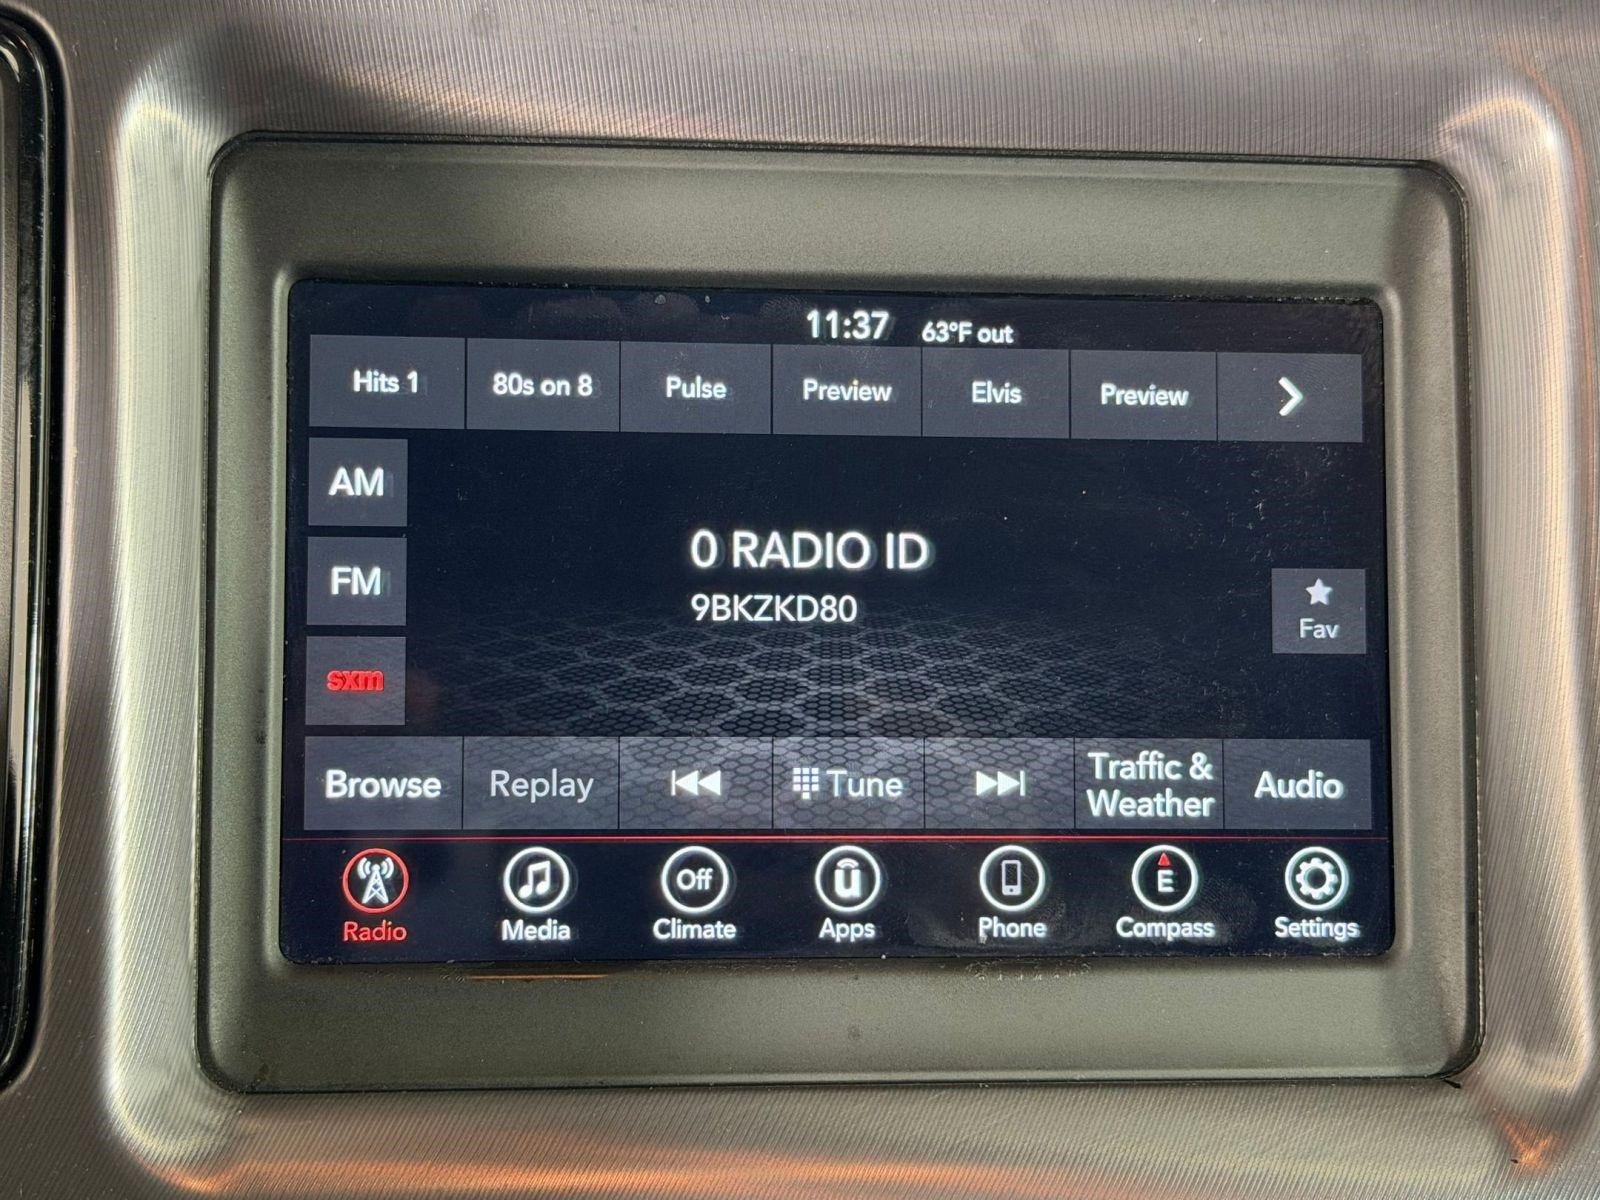 11:37 63°F out
Hits 1 80s on 8 Pulse Preview Elvis Preview
AM
0 RADIO ID
FM
9BKZKD80
Fav
sxm
Browse Replay Tune Traffic & Weather Audio
Off E
Radio Media Climate Apps Phone Compass Settings